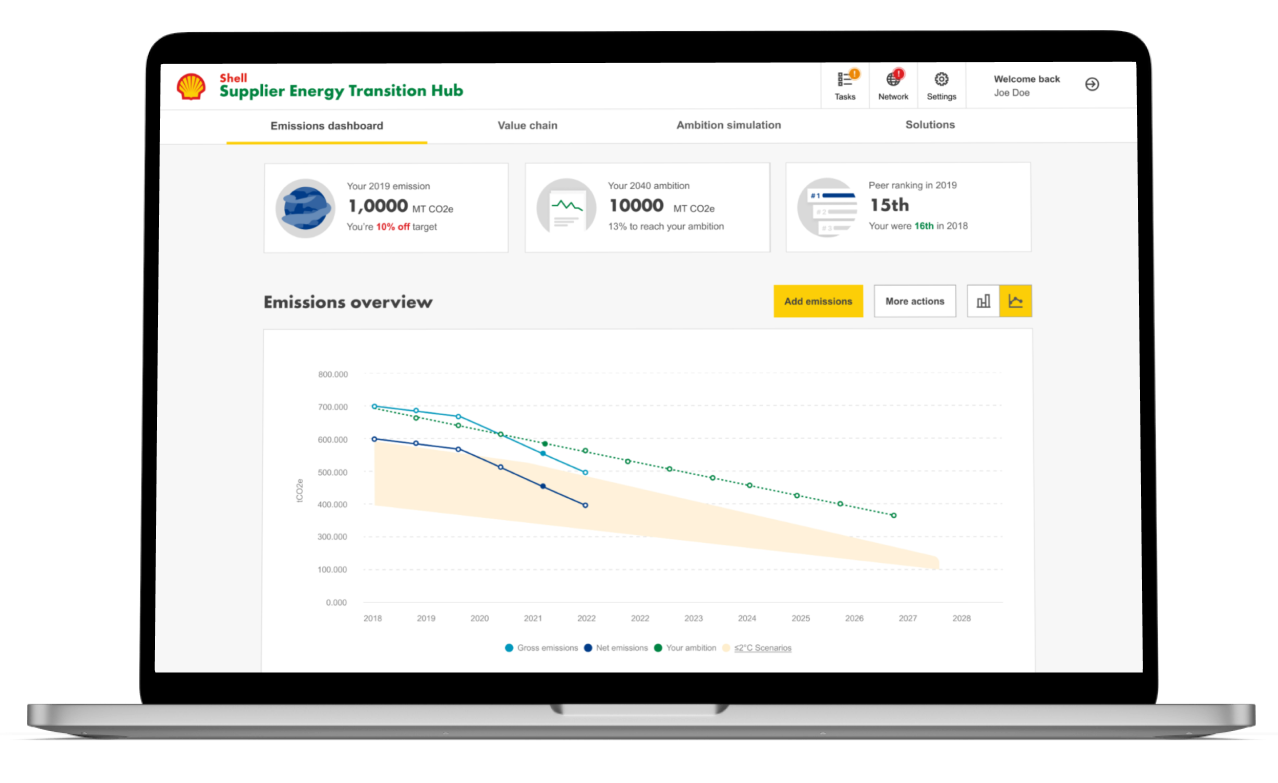 Shell
Supplier Energy Transition Hub
!
Tasks
!
Network
Settings
Welcome back
Joe Doe
Emissions dashboard
Value chain
Ambition simulation
Solutions
Your 2019 emission
1,0000 MT CO2e
You're 10% off target
Your 2040 ambition
10000 MT CO2e
13% to reach your ambition
#1
#2
#3
Peer ranking in 2019
15th
Your were 16th in 2018
Emissions overview
Add emissions
More actions
800.000
700.000
600.000
500.000
400.000
300.000
100.000
0.000
tCO2e
2018 2019 2020 2021 2022 2022 2023 2024 2025 2026 2027 2028
Gross emissions Net emissions Your ambition ≤2°C Scenarios